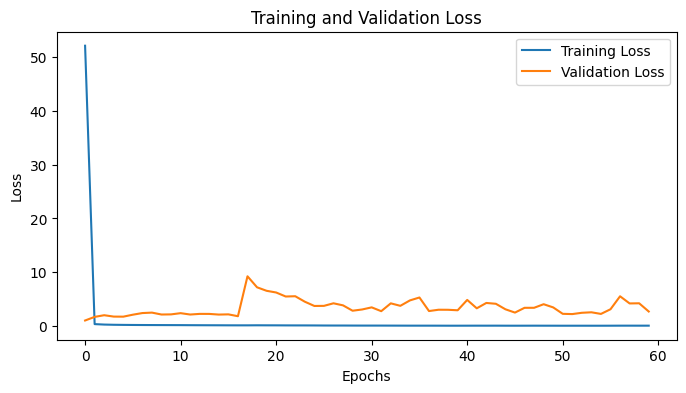 Training and Validation Loss
Training Loss
Validation Loss
50
40
30
20
10
0
Loss
0 10 20 30 40 50 60
Epochs